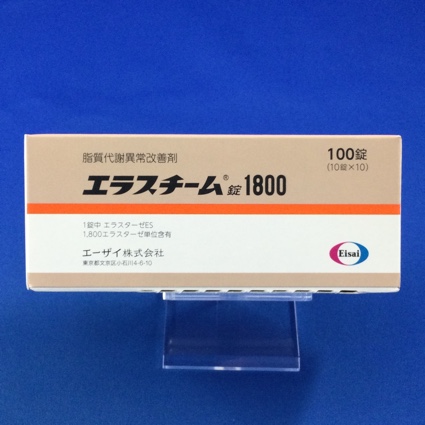 脂質代謝異常改善剤
エラスチーム®錠1800
100錠
(10錠×10)
1錠中 エラスターゼES
1,800エラスターゼ単位含有
エーザイ株式会社
東京都文京区小石川4-6-10
Eisai